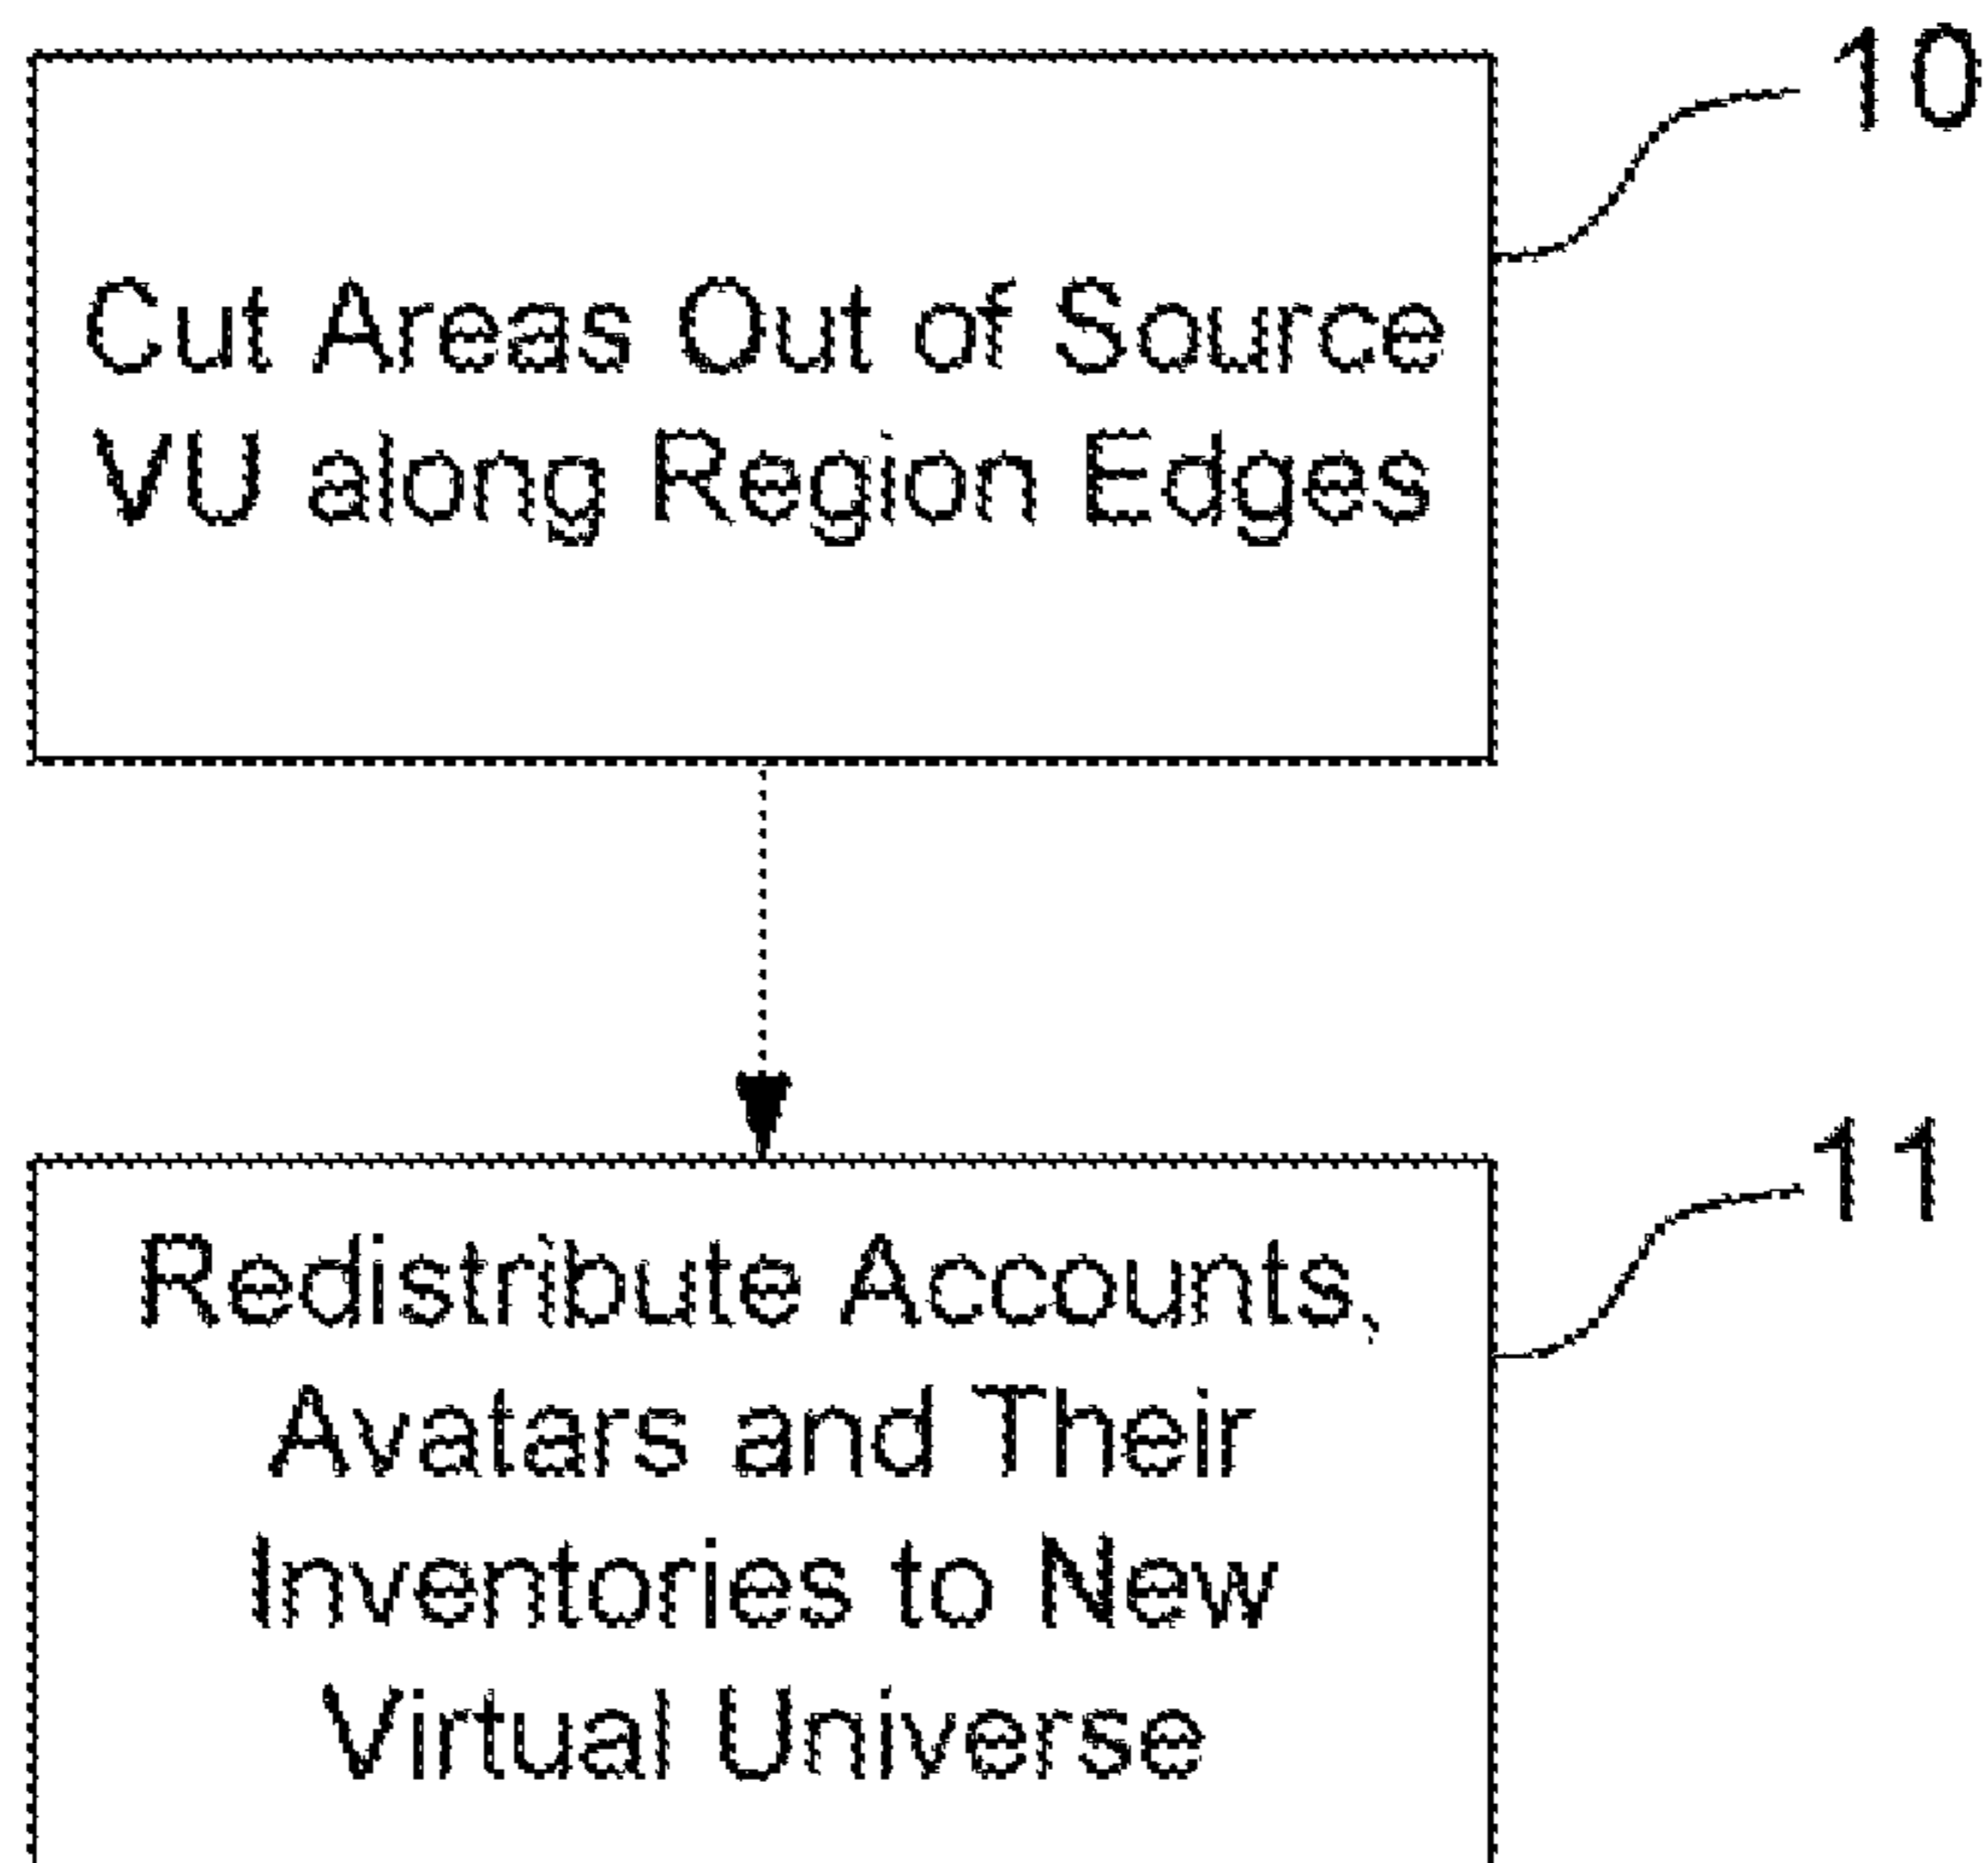 10
Cut Areas Out of Source
VU along Region Edges
11
Redistribute Accounts,
Avatars and Their
Inventories to New
Virtual Universe